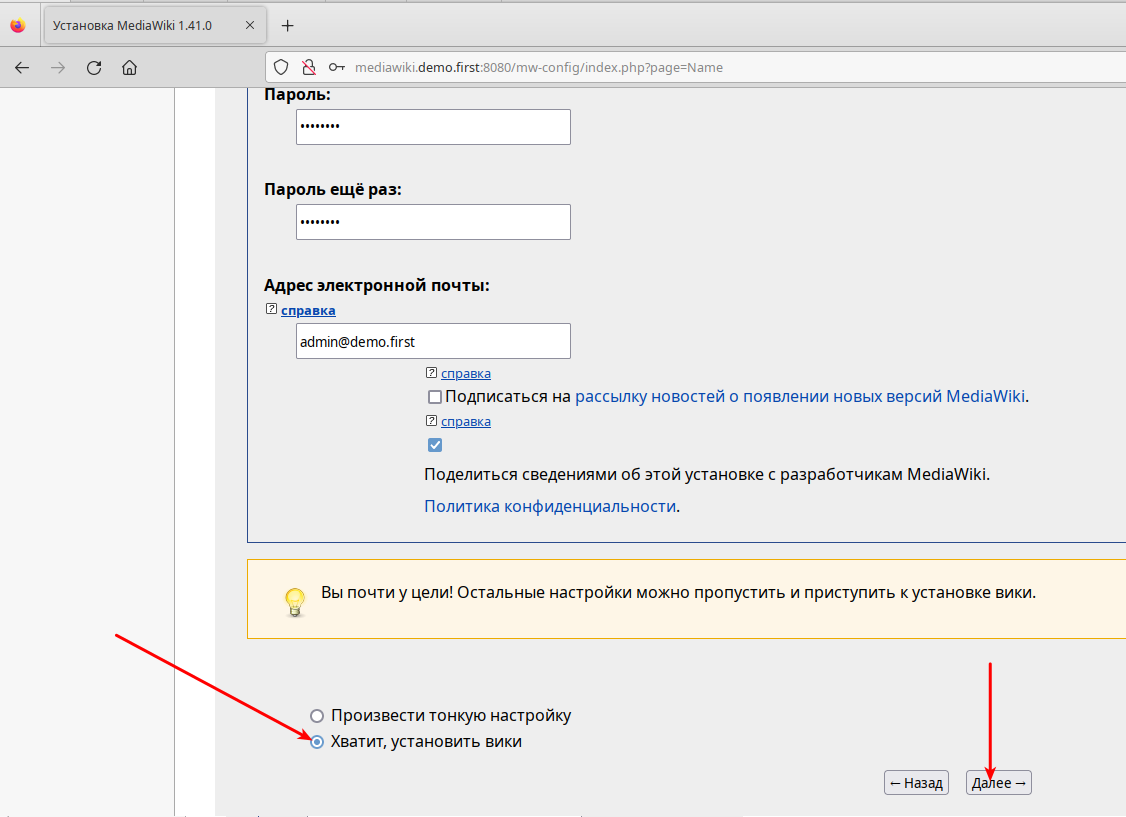 Установка MediaWiki 1.41.0
mediawiki.demo.first:8080/mw-config/index.php?page=Name
Пароль:
••••••••
Пароль ещё раз:
••••••••
Адрес электронной почты:
справка
admin@demo.first
справка
Подписаться на рассылку новостей о появлении новых версий MediaWiki.
справка
Поделиться сведениями об этой установке с разработчикам MediaWiki.
Политика конфиденциальности.
Вы почти у цели! Остальные настройки можно пропустить и приступить к установке вики.
Произвести тонкую настройку
Хватит, установить вики
← Назад Далее →